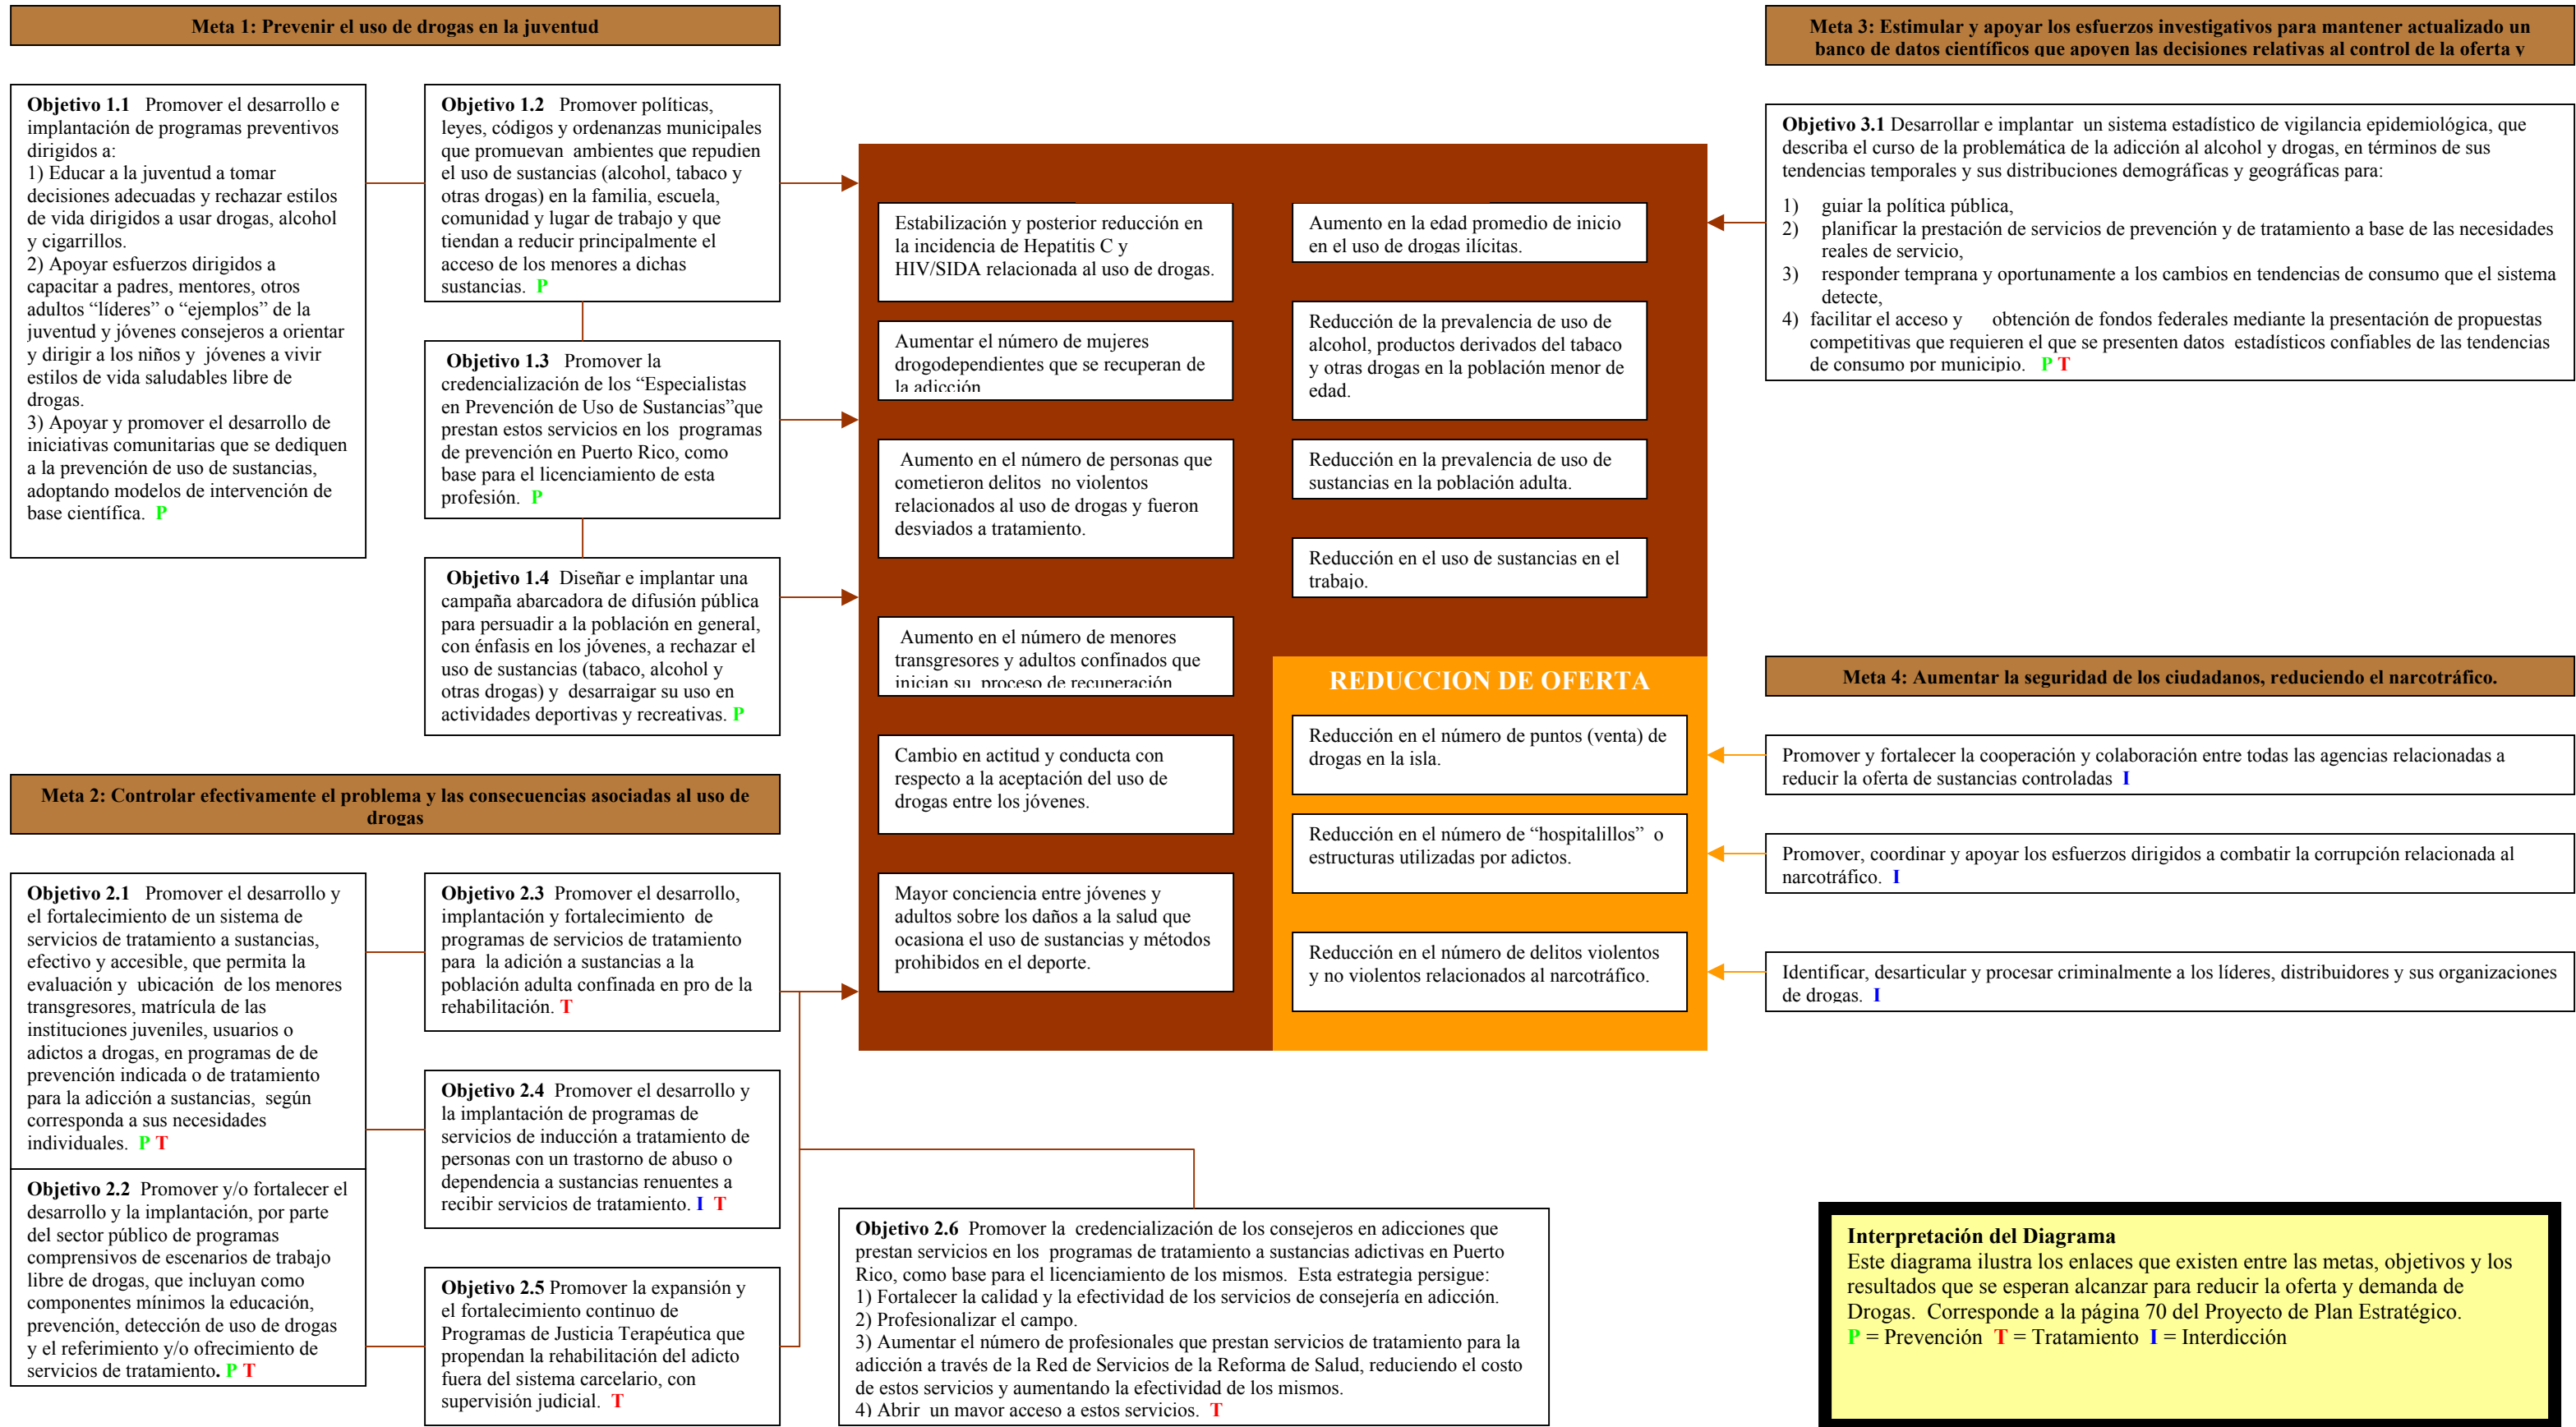 Meta 1: Prevenir el uso de drogas en la juventud
Objetivo 1.1 Promover el desarrollo e
implantación de programas preventivos
dirigidos a:
1) Educar a la juventud a tomar
decisiones adecuadas y rechazar estilos
de vida dirigidos a usar drogas, alcohol
y cigarrillos.
2) Apoyar esfuerzos dirigidos a
capacitar a padres, mentores, otros
adultos “líderes” o “ejemplos” de la
juventud y jóvenes consejeros a orientar
y dirigir a los niños y jóvenes a vivir
estilos de vida saludables libre de
drogas.
3) Apoyar y promover el desarrollo de
iniciativas comunitarias que se dediquen
a la prevención de uso de sustancias,
adoptando modelos de intervención de
base científica. P
Objetivo 1.2 Promover políticas,
leyes, códigos y ordenanzas municipales
que promuevan ambientes que repudien
el uso de sustancias (alcohol, tabaco y
otras drogas) en la familia, escuela,
comunidad y lugar de trabajo y que
tiendan a reducir principalmente el
acceso de los menores a dichas
sustancias. P
Objetivo 1.3 Promover la
credencialización de los “Especialistas
en Prevención de Uso de Sustancias”que
prestan estos servicios en los programas
de prevención en Puerto Rico, como
base para el licenciamiento de esta
profesión. P
Objetivo 1.4 Diseñar e implantar una
campaña abarcadora de difusión pública
para persuadir a la población en general,
con énfasis en los jóvenes, a rechazar el
uso de sustancias (tabaco, alcohol y
otras drogas) y desarraigar su uso en
actividades deportivas y recreativas. P
Meta 2: Controlar efectivamente el problema y las consecuencias asociadas al uso de
drogas
Objetivo 2.1 Promover el desarrollo y
el fortalecimiento de un sistema de
servicios de tratamiento a sustancias,
efectivo y accesible, que permita la
evaluación y ubicación de los menores
transgresores, matrícula de las
instituciones juveniles, usuarios o
adictos a drogas, en programas de de
prevención indicada o de tratamiento
para la adicción a sustancias, según
corresponda a sus necesidades
individuales. P T
Objetivo 2.2 Promover y/o fortalecer el
desarrollo y la implantación, por parte
del sector público de programas
comprensivos de escenarios de trabajo
libre de drogas, que incluyan como
componentes mínimos la educación,
prevención, detección de uso de drogas
y el referimiento y/o ofrecimiento de
servicios de tratamiento. P T
Objetivo 2.3 Promover el desarrollo,
implantación y fortalecimiento de
programas de servicios de tratamiento
para la adición a sustancias a la
población adulta confinada en pro de la
rehabilitación. T
Objetivo 2.4 Promover el desarrollo y
la implantación de programas de
servicios de inducción a tratamiento de
personas con un trastorno de abuso o
dependencia a sustancias renuentes a
recibir servicios de tratamiento. I T
Objetivo 2.5 Promover la expansión y
el fortalecimiento continuo de
Programas de Justicia Terapéutica que
propendan la rehabilitación del adicto
fuera del sistema carcelario, con
supervisión judicial. T
Objetivo 2.6 Promover la credencialización de los consejeros en adicciones que
prestan servicios en los programas de tratamiento a sustancias adictivas en Puerto
Rico, como base para el licenciamiento de los mismos. Esta estrategia persigue:
1) Fortalecer la calidad y la efectividad de los servicios de consejería en adicción.
2) Profesionalizar el campo.
3) Aumentar el número de profesionales que prestan servicios de tratamiento para la
adicción a través de la Red de Servicios de la Reforma de Salud, reduciendo el costo
de estos servicios y aumentando la efectividad de los mismos.
4) Abrir un mayor acceso a estos servicios. T
Estabilización y posterior reducción en
la incidencia de Hepatitis C y
HIV/SIDA relacionada al uso de drogas.
Aumentar el número de mujeres
drogodependientes que se recuperan de
la adicción
Aumento en el número de personas que
cometieron delitos no violentos
relacionados al uso de drogas y fueron
desviados a tratamiento.
Aumento en el número de menores
transgresores y adultos confinados que
inician su proceso de recuperación
Cambio en actitud y conducta con
respecto a la aceptación del uso de
drogas entre los jóvenes.
Mayor conciencia entre jóvenes y
adultos sobre los daños a la salud que
ocasiona el uso de sustancias y métodos
prohibidos en el deporte.
Aumento en la edad promedio de inicio
en el uso de drogas ilícitas.
Reducción de la prevalencia de uso de
alcohol, productos derivados del tabaco
y otras drogas en la población menor de
edad.
Reducción en la prevalencia de uso de
sustancias en la población adulta.
Reducción en el uso de sustancias en el
trabajo.
REDUCCION DE OFERTA
Reducción en el número de puntos (venta) de
drogas en la isla.
Reducción en el número de “hospitalillos” o
estructuras utilizadas por adictos.
Reducción en el número de delitos violentos
y no violentos relacionados al narcotráfico.
Meta 3: Estimular y apoyar los esfuerzos investigativos para mantener actualizado un
banco de datos científicos que apoyen las decisiones relativas al control de la oferta y
Objetivo 3.1 Desarrollar e implantar un sistema estadístico de vigilancia epidemiológica, que
describa el curso de la problemática de la adicción al alcohol y drogas, en términos de sus
tendencias temporales y sus distribuciones demográficas y geográficas para:
1) guiar la política pública,
2) planificar la prestación de servicios de prevención y de tratamiento a base de las necesidades
reales de servicio,
3) responder temprana y oportunamente a los cambios en tendencias de consumo que el sistema
detecte,
4) facilitar el acceso y obtención de fondos federales mediante la presentación de propuestas
competitivas que requieren el que se presenten datos estadísticos confiables de las tendencias
de consumo por municipio. P T
Meta 4: Aumentar la seguridad de los ciudadanos, reduciendo el narcotráfico.
Promover y fortalecer la cooperación y colaboración entre todas las agencias relacionadas a
reducir la oferta de sustancias controladas I
Promover, coordinar y apoyar los esfuerzos dirigidos a combatir la corrupción relacionada al
narcotráfico. I
Identificar, desarticular y procesar criminalmente a los líderes, distribuidores y sus organizaciones
de drogas. I
Interpretación del Diagrama
Este diagrama ilustra los enlaces que existen entre las metas, objetivos y los
resultados que se esperan alcanzar para reducir la oferta y demanda de
Drogas. Corresponde a la página 70 del Proyecto de Plan Estratégico.
P = Prevención T = Tratamiento I = Interdicción